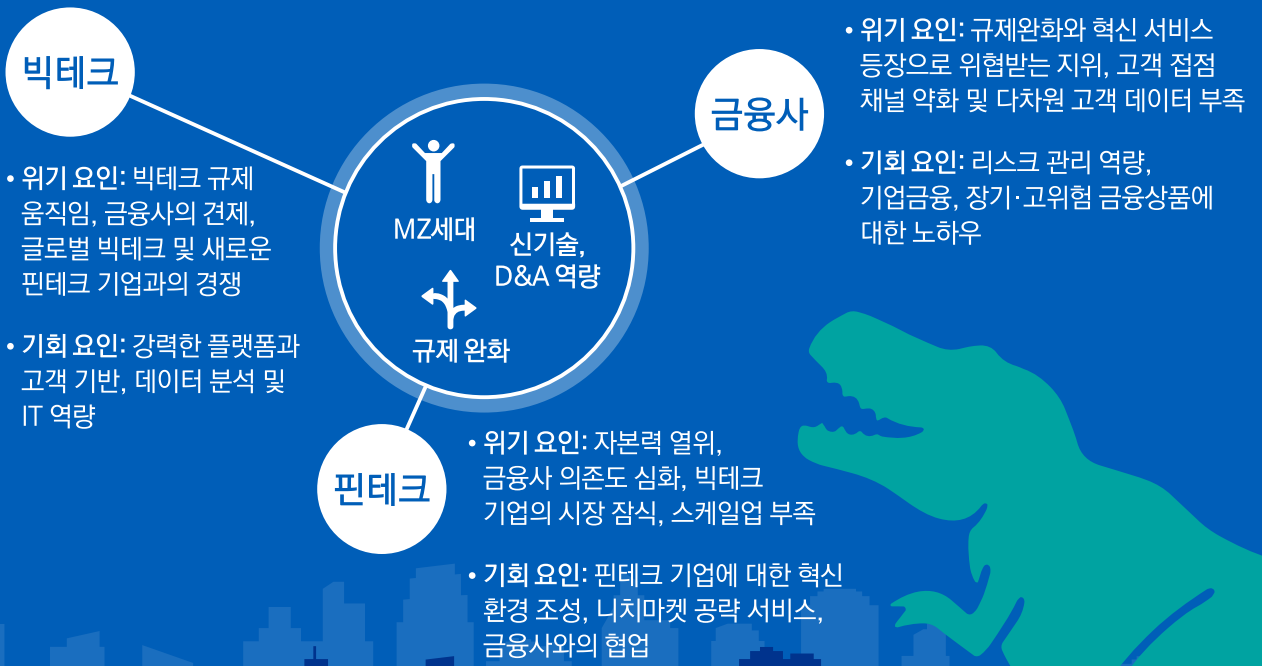 빅테크
• 위기 요인: 빅테크 규제
움직임, 금융사의 견제,
글로벌 빅테크 및 새로운
핀테크 기업과의 경쟁
• 기회 요인: 강력한 플랫폼과
고객 기반, 데이터 분석 및
IT 역량
MZ세대
신기술,
D&A 역량
규제 완화
금융사
• 위기 요인: 규제완화와 혁신 서비스
등장으로 위협받는 지위, 고객 접점
채널 약화 및 다차원 고객 데이터 부족
• 기회 요인: 리스크 관리 역량,
기업금융, 장기·고위험 금융상품에
대한 노하우
핀테크
• 위기 요인: 자본력 열위,
금융사 의존도 심화, 빅테크
기업의 시장 잠식, 스케일업 부족
• 기회 요인: 핀테크 기업에 대한 혁신
환경 조성, 니치마켓 공략 서비스,
금융사와의 협업